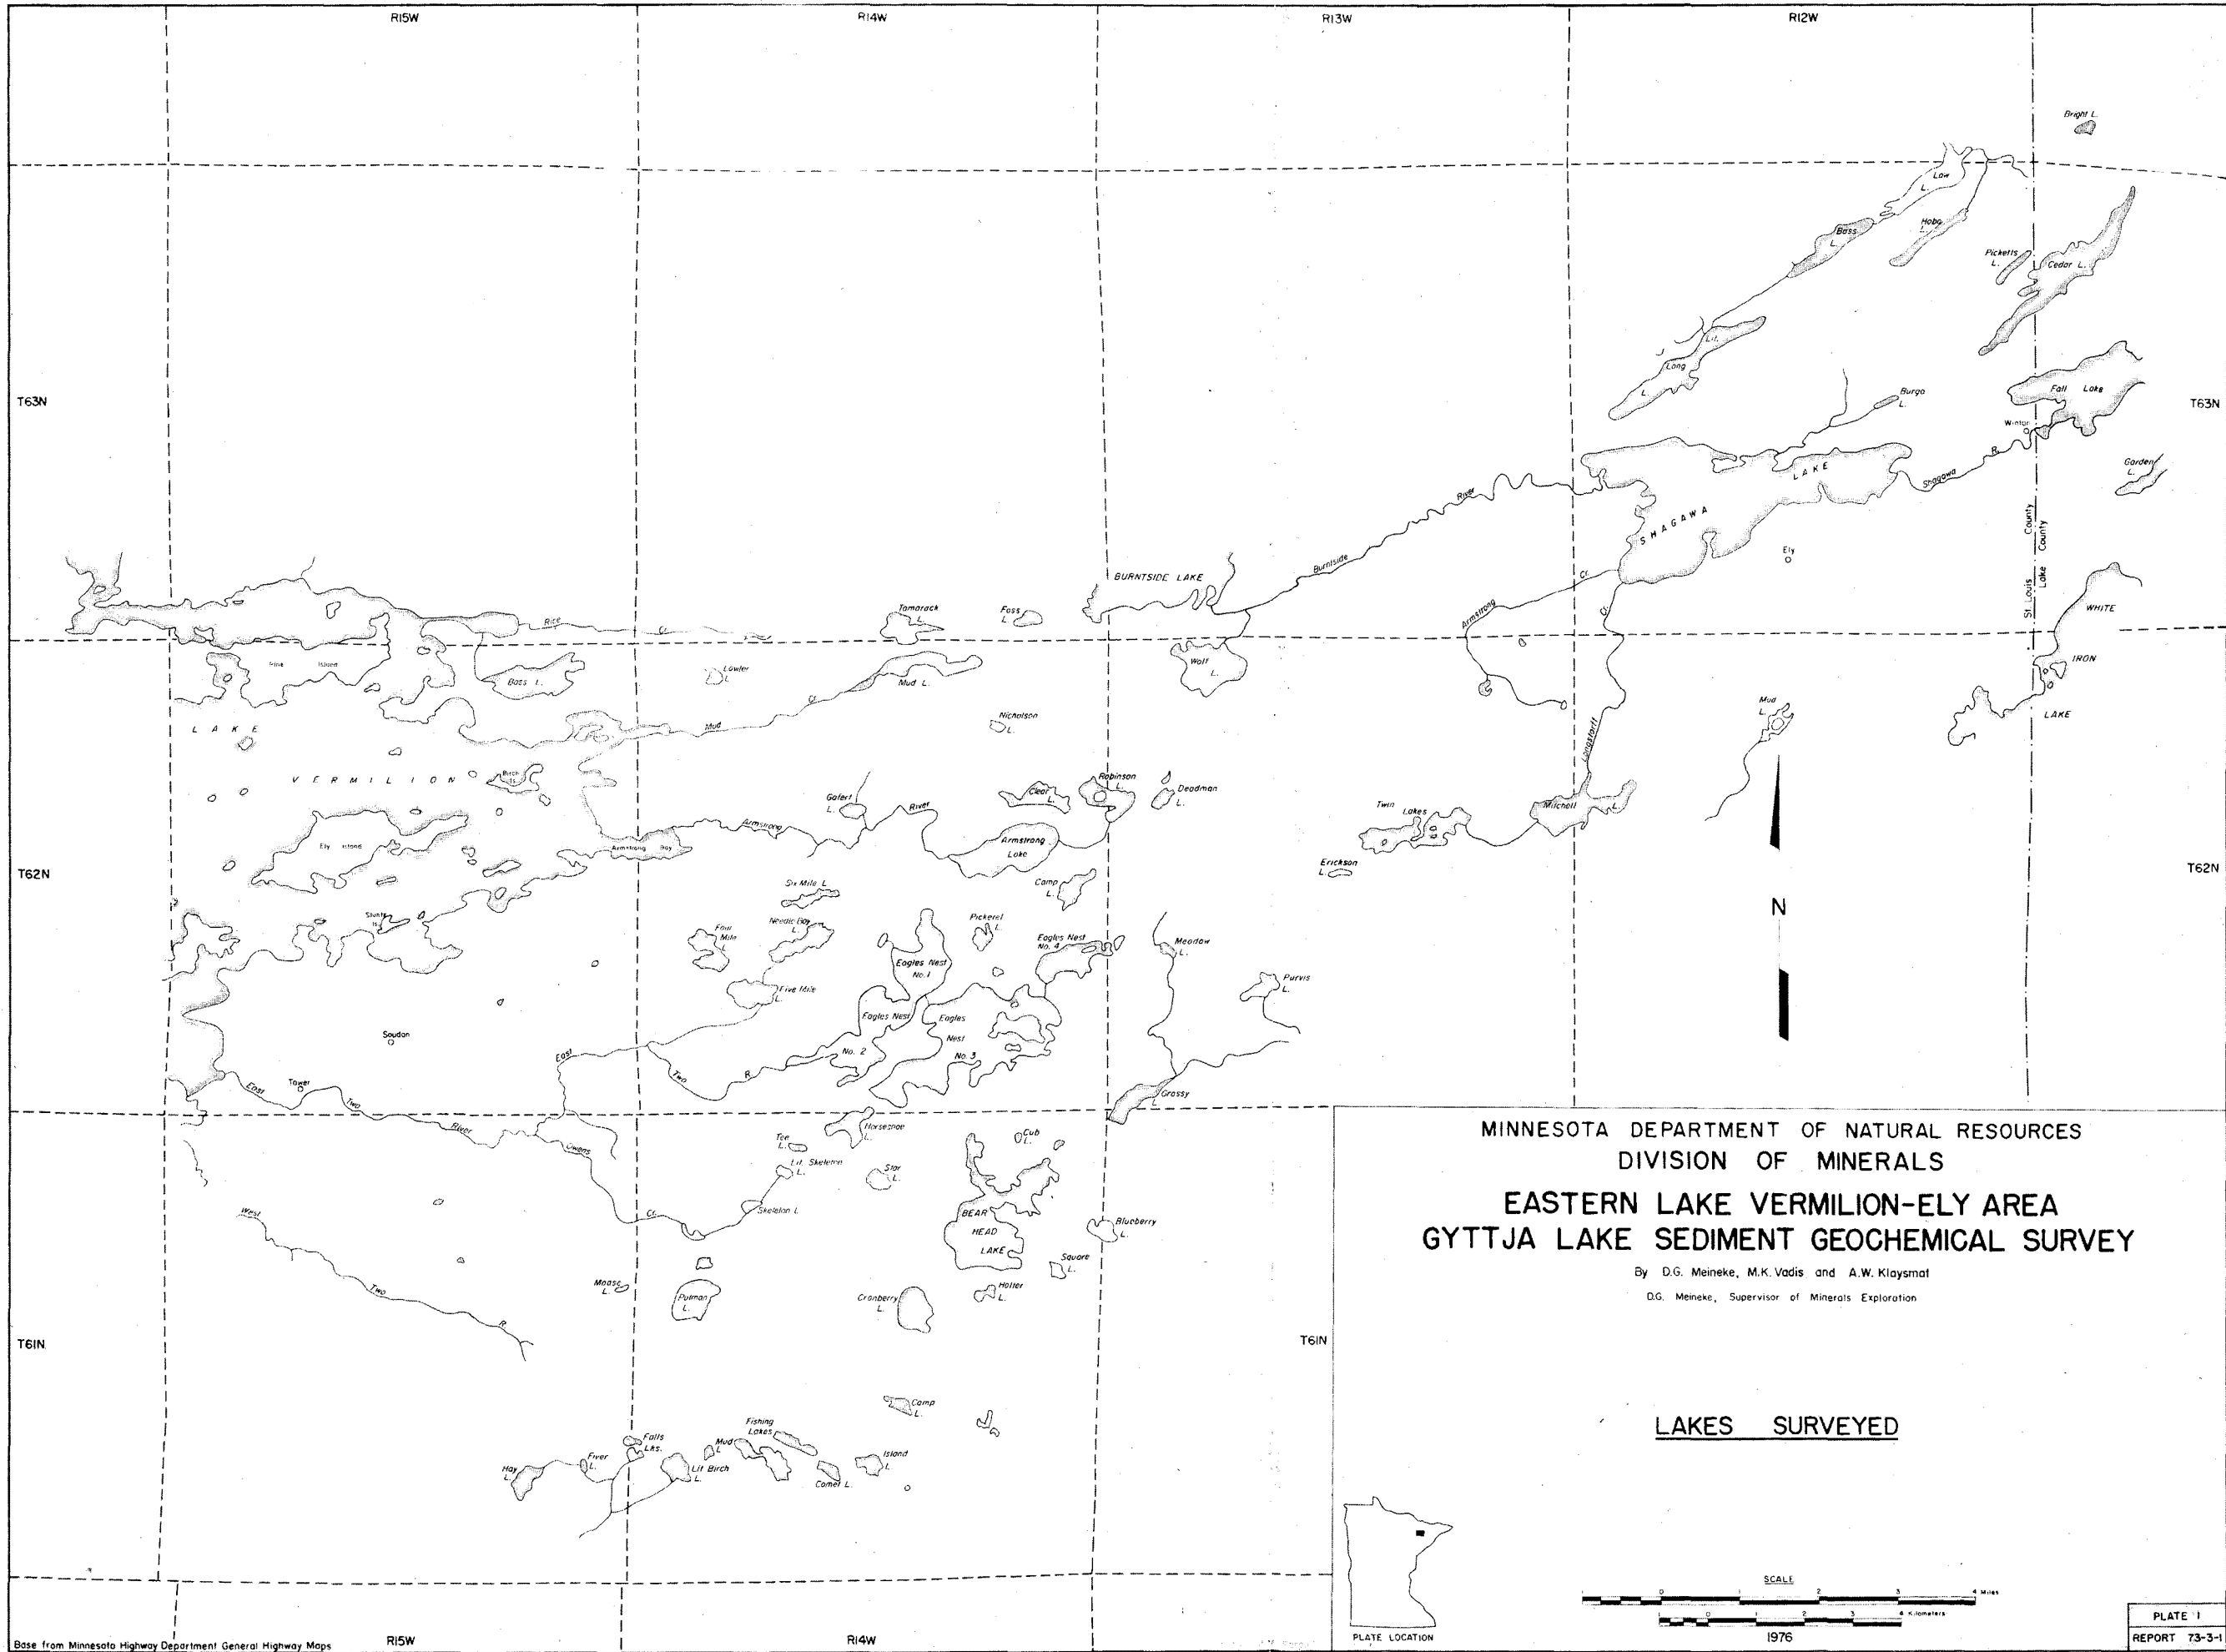 R15W
R14W
R13W
R12W
Bright L.
Low
L.
Bass
L.
Hobo
L.
Picketts
L.
Cedar L.
Lit.
Long
L.
T63N
Burgo
L.
Fall Lake
T63N
Winton
LAKE
Shagawa
R.
Garden
L.
SHAGAWA
Ely
St. Louis County
Lake County
River
Burntside
BURNTSIDE LAKE
Cr.
Armstrong
Cr.
WHITE
IRON
LAKE
Tamarack
L.
Foss
L.
Rice
Cr.
Pine Island
Bass L.
Lawler
L.
Mud L.
Cr.
Mud
Wolf
L.
Nicholson
L.
Mud
L.
Longstorff
LAKE
VERMILION
Birch
Is.
Gafert
L.
River
Armstrong
Clear
L.
Robinson
L.
Deadman
L.
Twin
Lakes
Mitchell
L.
Ely Island
Armstrong Bay
Armstrong
Lake
Erickson
L.
T62N
T62N
N
Six Mile L.
Camp
L.
Stuntz
Is.
Four
Mile
L.
Needle Boy
L.
Pickerel
L.
Eagles Nest
No. 4
Meadow
L.
Eagles Nest
No. 1
Purvis
L.
Five Mile
L.
Eagles Nest
No. 2
Eagles
Nest
No. 3
Soudan
East
Two
R.
Grassy
L.
Tower
East
Two
River
Owens
Cr.
Horseshoe
L.
Tee
L.
Cub
L.
Lit. Skeleton
L.
Star
L.
Skeleton L.
BEAR
HEAD
LAKE
Blueberry
L.
West
Two
R.
Square
L.
Moose
L.
Putman
L.
Cranberry
L.
Halter
L.
T61N
T61N
Camp
L.
Fishing
Lakes
Falls
Lks.
Mud
L.
Fiver
L.
Hay
L.
Lit Birch
L.
Island
L.
Comet L.
MINNESOTA DEPARTMENT OF NATURAL RESOURCES
DIVISION OF MINERALS
EASTERN LAKE VERMILION-ELY AREA
GYTTJA LAKE SEDIMENT GEOCHEMICAL SURVEY
By D.G. Meineke, M.K. Vadis and A.W. Klaysmat
D.G. Meineke, Supervisor of Minerals Exploration
LAKES SURVEYED
SCALE
1 0 1 2 3 4 Miles
1 0 1 2 3 4 Kilometers
1976
PLATE LOCATION
PLATE 1
REPORT 73-3-1
Base from Minnesota Highway Department General Highway Maps
R15W
R14W